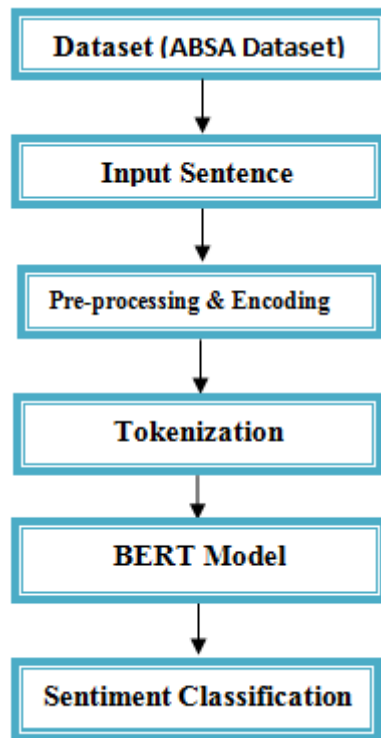 Dataset (ABSA Dataset)
Input Sentence
Pre-processing & Encoding
Tokenization
BERT Model
Sentiment Classification